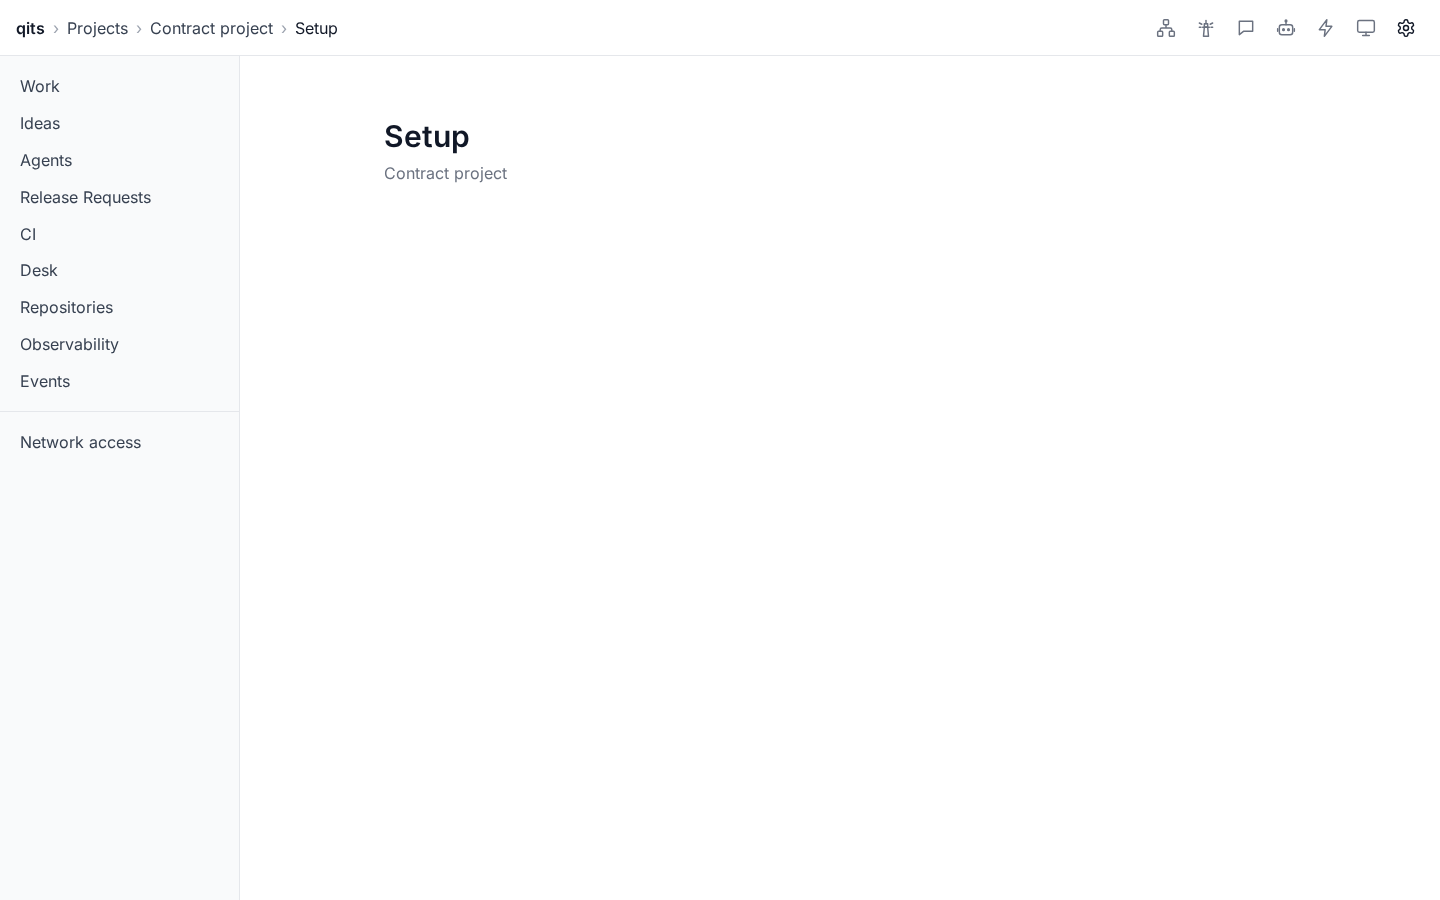 qits › Projects › Contract project › Setup
Work
Ideas
Agents
Release Requests
CI
Desk
Repositories
Observability
Events
Network access
Setup
Contract project